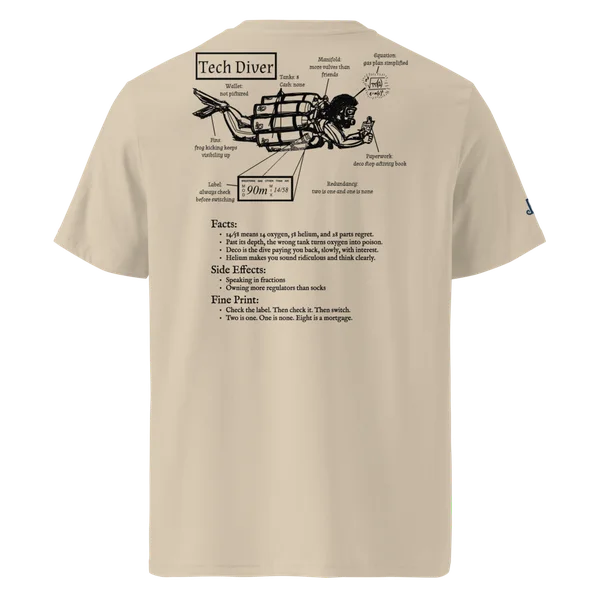 Tech Diver
Manifold:
more valves than
friends
Equation:
gas plan simplified
Tanks: 8
Cash: none
Wallet:
not pictured
Fins:
frog kicking keeps
visibility up
Paperwork:
deco stop activity book
Label:
always check
before switching
MOD
90m
MIX
14/58
Redundancy:
two is one and one is none
Facts:
• 14/58 means 14 oxygen, 58 helium, and 28 parts regret.
• Past its depth, the wrong tank turns oxygen into poison.
• Deco is the dive paying you back, slowly, with interest.
• Helium makes you sound ridiculous and think clearly.
Side Effects:
• Speaking in fractions
• Owning more regulators than socks
Fine Print:
• Check the label. Then check it. Then switch.
• Two is one. One is none. Eight is a mortgage.